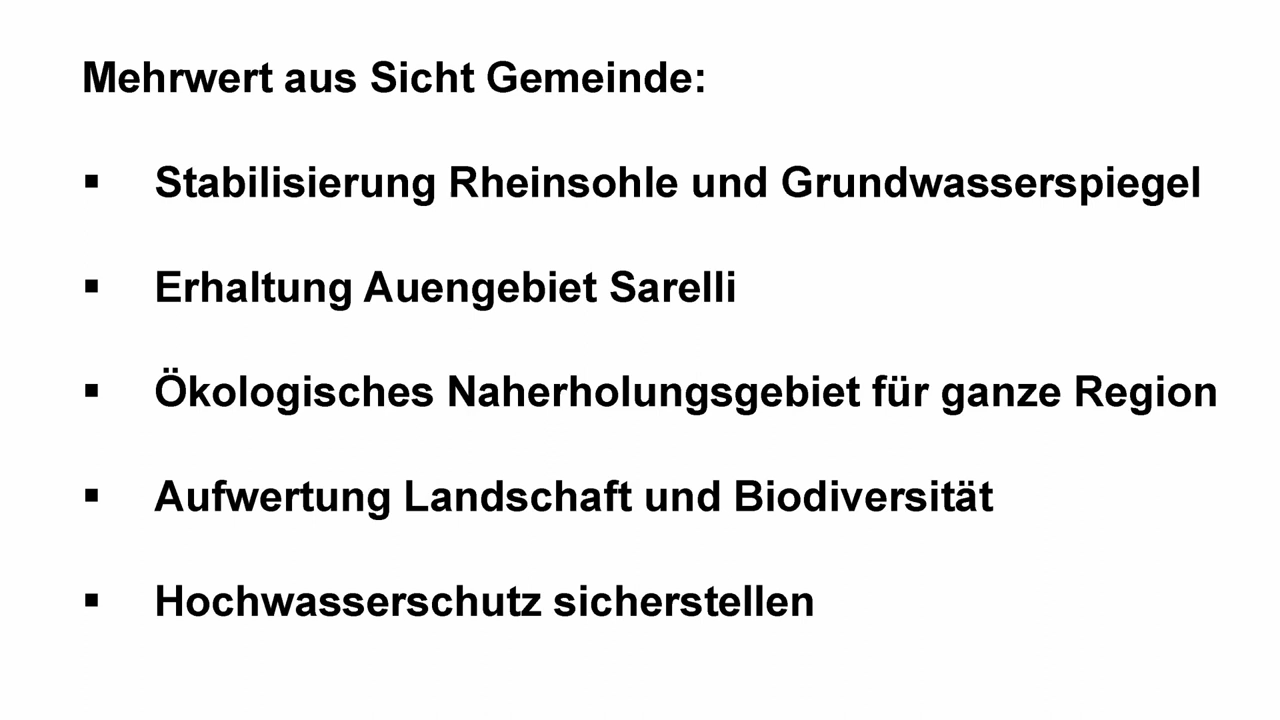 Mehrwert aus Sicht Gemeinde:
▪ Stabilisierung Rheinsohle und Grundwasserspiegel
▪ Erhaltung Auengebiet Sarelli
▪ Ökologisches Naherholungsgebiet für ganze Region
▪ Aufwertung Landschaft und Biodiversität
▪ Hochwasserschutz sicherstellen